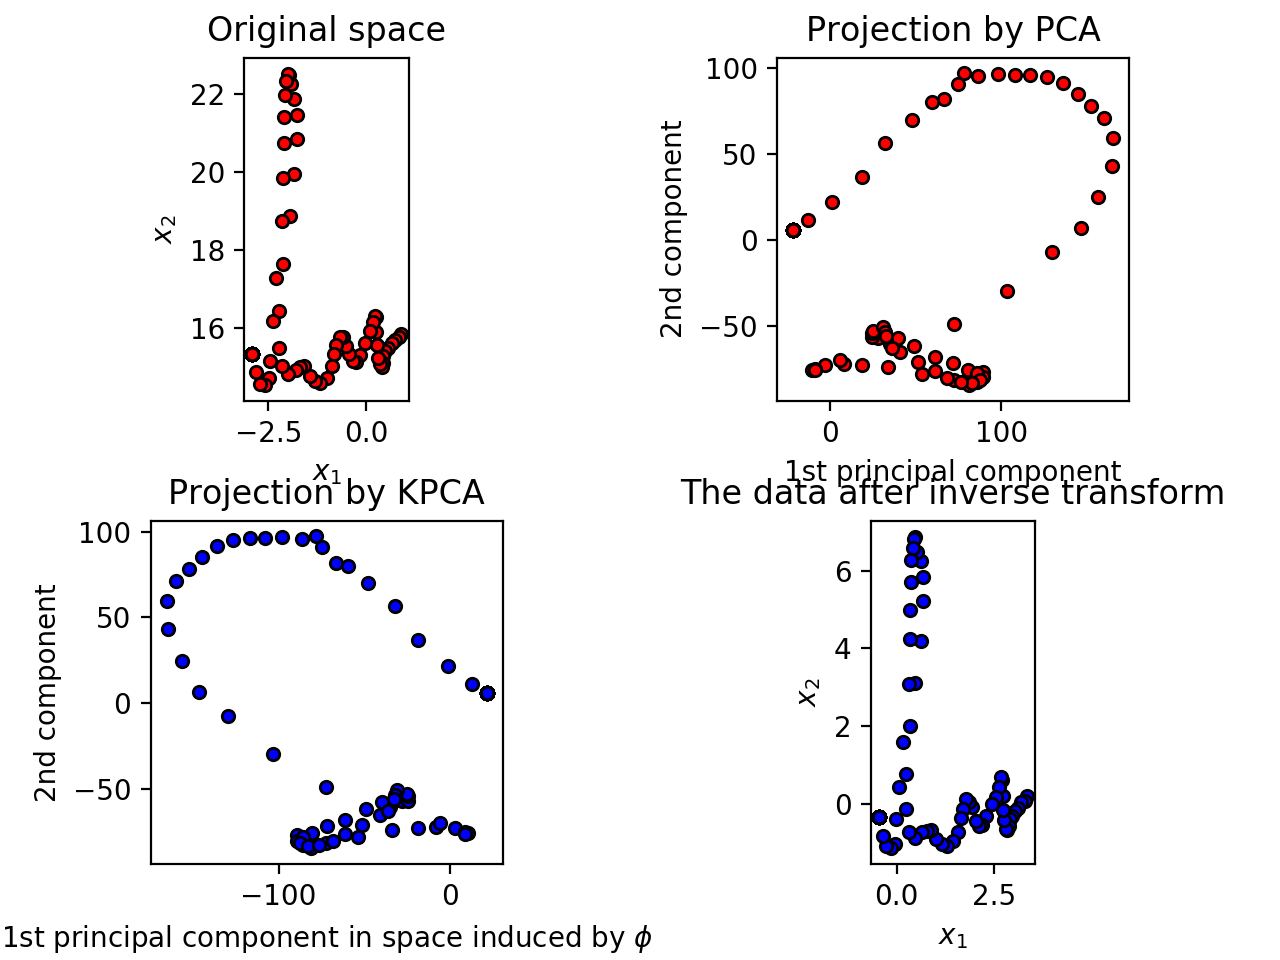 Original space
Projection by PCA
22
20
18
16
x₂
−2.5
0.0
x₁
100
50
0
−50
2nd component
0
100
1st principal component
Projection by KPCA
The data after inverse transform
100
50
0
−50
2nd component
−100
0
1st principal component in space induced by ϕ
6
4
2
0
x₂
0.0
2.5
x₁